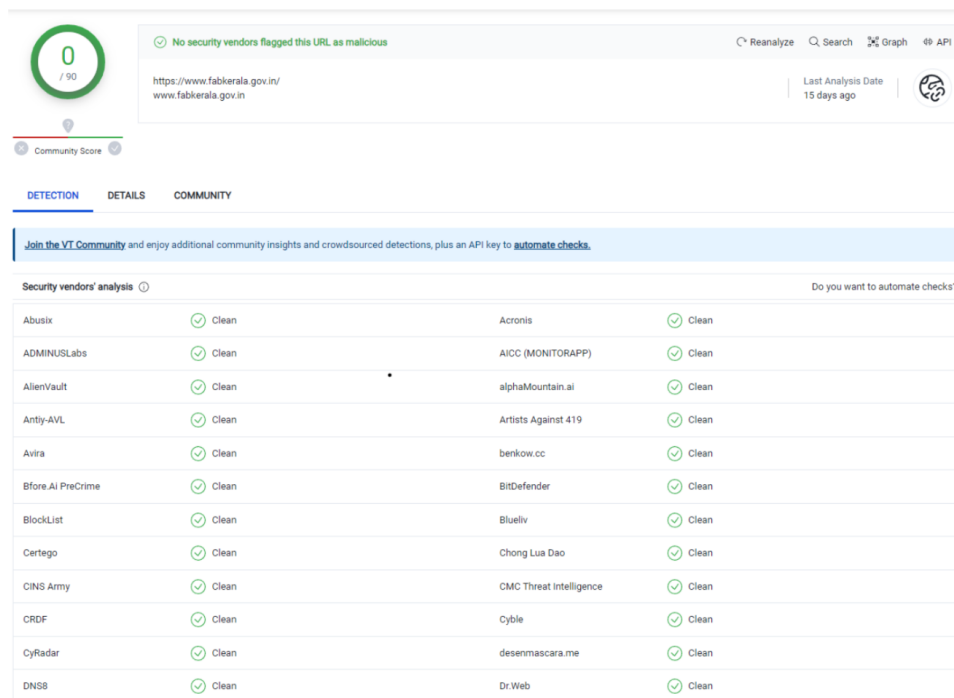 0
/ 90
Community Score
No security vendors flagged this URL as malicious
Reanalyze Search Graph API
https://www.fabkerala.gov.in/
www.fabkerala.gov.in
Last Analysis Date
15 days ago
DETECTION DETAILS COMMUNITY
Join the VT Community and enjoy additional community insights and crowdsourced detections, plus an API key to automate checks.
Security vendors' analysis Do you want to automate checks?
Abusix Clean Acronis Clean
ADMINUSLabs Clean AICC (MONITORAPP) Clean
AlienVault Clean alphaMountain.ai Clean
Antiy-AVL Clean Artists Against 419 Clean
Avira Clean benkow.cc Clean
Bfore.Ai PreCrime Clean BitDefender Clean
BlockList Clean Blueliv Clean
Certego Clean Chong Lua Dao Clean
CINS Army Clean CMC Threat Intelligence Clean
CRDF Clean Cyble Clean
CyRadar Clean desenmascara.me Clean
DNS8 Clean Dr.Web Clean